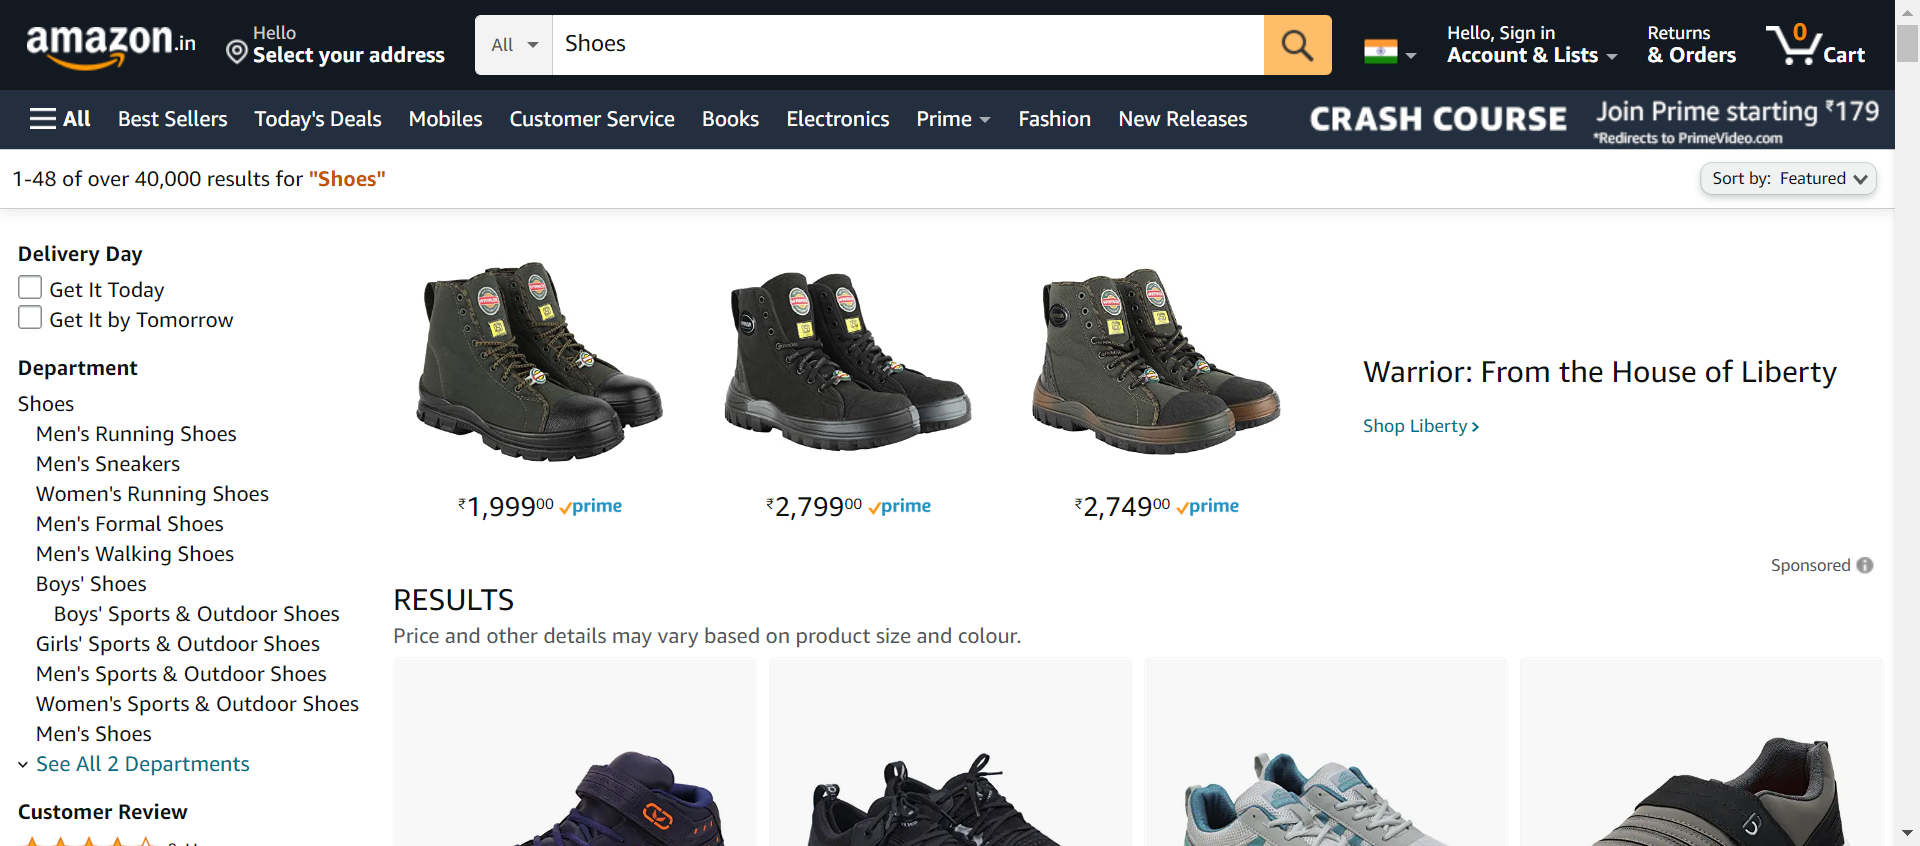 amazon.in
Hello
Select your address
All
Shoes
Hello, Sign in
Account & Lists
Returns
& Orders
0
Cart
All
Best Sellers
Today's Deals
Mobiles
Customer Service
Books
Electronics
Prime
Fashion
New Releases
CRASH COURSE
Join Prime starting ₹179
*Redirects to PrimeVideo.com
1-48 of over 40,000 results for "Shoes"
Sort by: Featured
Delivery Day
Get It Today
Get It by Tomorrow
Department
Shoes
Men's Running Shoes
Men's Sneakers
Women's Running Shoes
Men's Formal Shoes
Men's Walking Shoes
Boys' Shoes
Boys' Sports & Outdoor Shoes
Girls' Sports & Outdoor Shoes
Men's Sports & Outdoor Shoes
Women's Sports & Outdoor Shoes
Men's Shoes
See All 2 Departments
Customer Review
₹1,99900 prime
₹2,79900 prime
₹2,74900 prime
Warrior: From the House of Liberty
Shop Liberty
Sponsored
RESULTS
Price and other details may vary based on product size and colour.